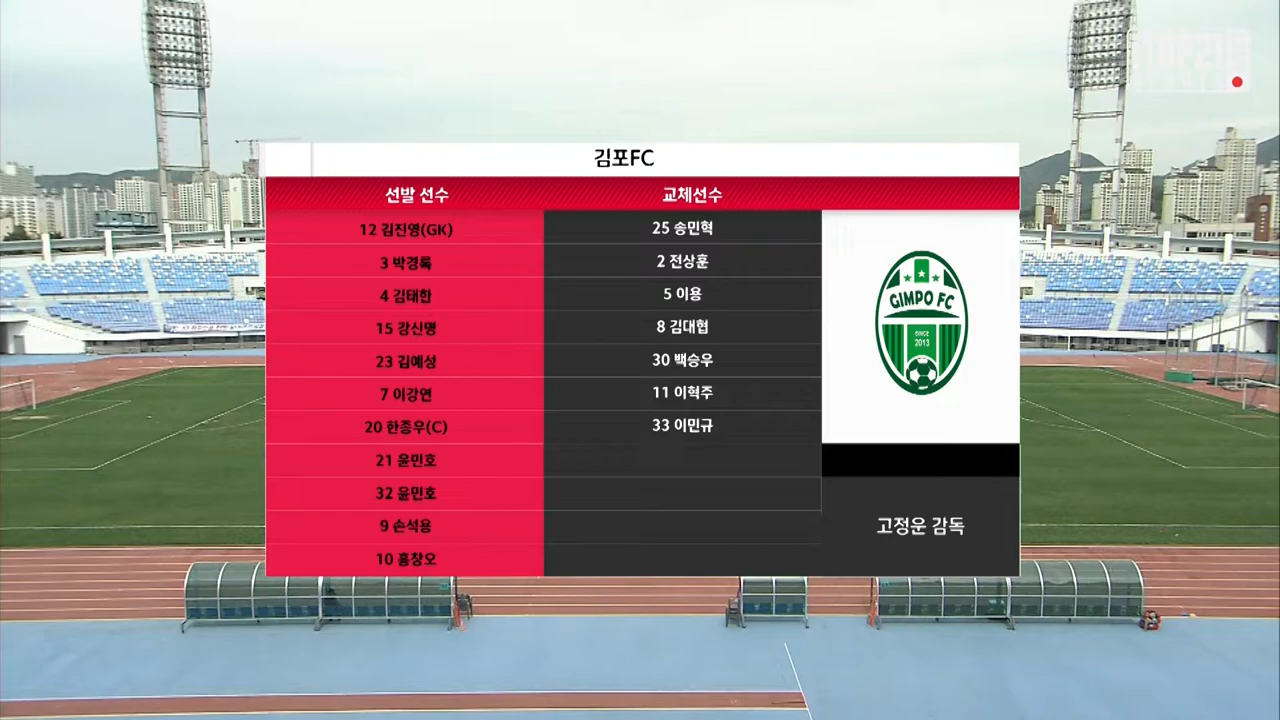 김포FC
선발 선수
교체선수
12 김진영(GK)
25 송민혁
3 박경록
2 전상훈
4 김태한
5 이용
15 강신명
8 김대협
23 김예성
30 백승우
7 이강연
11 이혁주
20 한종우(C)
33 이민규
21 윤민호
32 윤민호
9 손석용
10 홍창오
GIMPO FC
SINCE
2013
고정운 감독